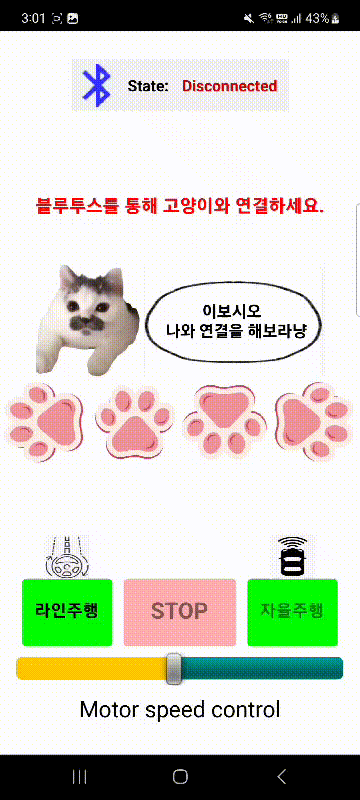 3:01 43%
State: Disconnected
블루투스를 통해 고양이와 연결하세요.
이보시오
나와 연결을 해보라냥
라인주행 STOP 자율주행
Motor speed control